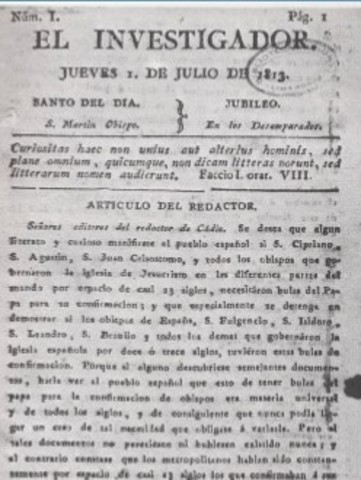 Núm. I. Pág. 1
EL INVESTIGADOR.
JUEVES 1. DE JULIO DE 1813.
SANTO DEL DIA. JUBILEO.
S. Martin Obispo. En los Desamparados.
Curiositas haec non unius aut alterius hominis, sed
plane omnium, quicumque, non dicam litteras norunt, sed
litterarum nomen audierunt. Facciol. orat. VIII.
ARTICULO DEL REDACTOR.
Señores editores del redactor de Cádiz. Se desea que algun
literato y curioso manifieste al pueblo español si S. Cipriano,
S. Agustin, S. Juan Crisostomo, y todos los obispos que go-
bernaron la Iglesia de Jesucristo en las diferentes partes del
mundo por espacio de casi 13 siglos, necesitáron bulas del Pa-
pa para su confirmacion; y que especialmente se detenga en
demostrar si los obispos de España, S. Fulgencio, S. Isidoro,
S. Leandro, S. Braulio y todos los demas que gobernáron la
Iglesia española por doce ó trece siglos, tuviéron estas bulas de
confirmacion. Porque si alguno descubriese semejantes documen-
tos, haria ver al pueblo español que esto de tener bulas del
papa para la confirmacion de obispos era materia universal
y de todos los siglos, y de consiguiente que nunca podia lle-
gar un caso de tal necesidad que obligase á variarla. Pero si
tales documentos no pareciesen ni hubiesen existido nunca; y
al contrario constase que los metropolitanos habian sido constan-
temente por espacio de casi 13 siglos los que confirmaban á sus